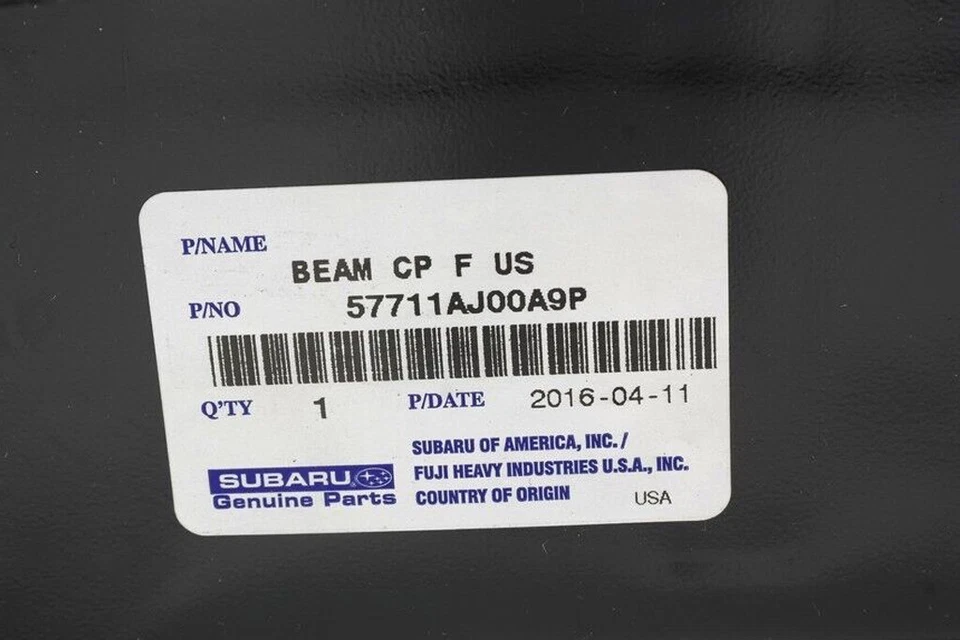 P/NAME
BEAM CP F US
P/NO 57711AJ00A9P
Q'TY 1 P/DATE 2016-04-11
SUBARU OF AMERICA, INC. /
FUJI HEAVY INDUSTRIES U.S.A., INC.
COUNTRY OF ORIGIN USA
SUBARU
Genuine Parts